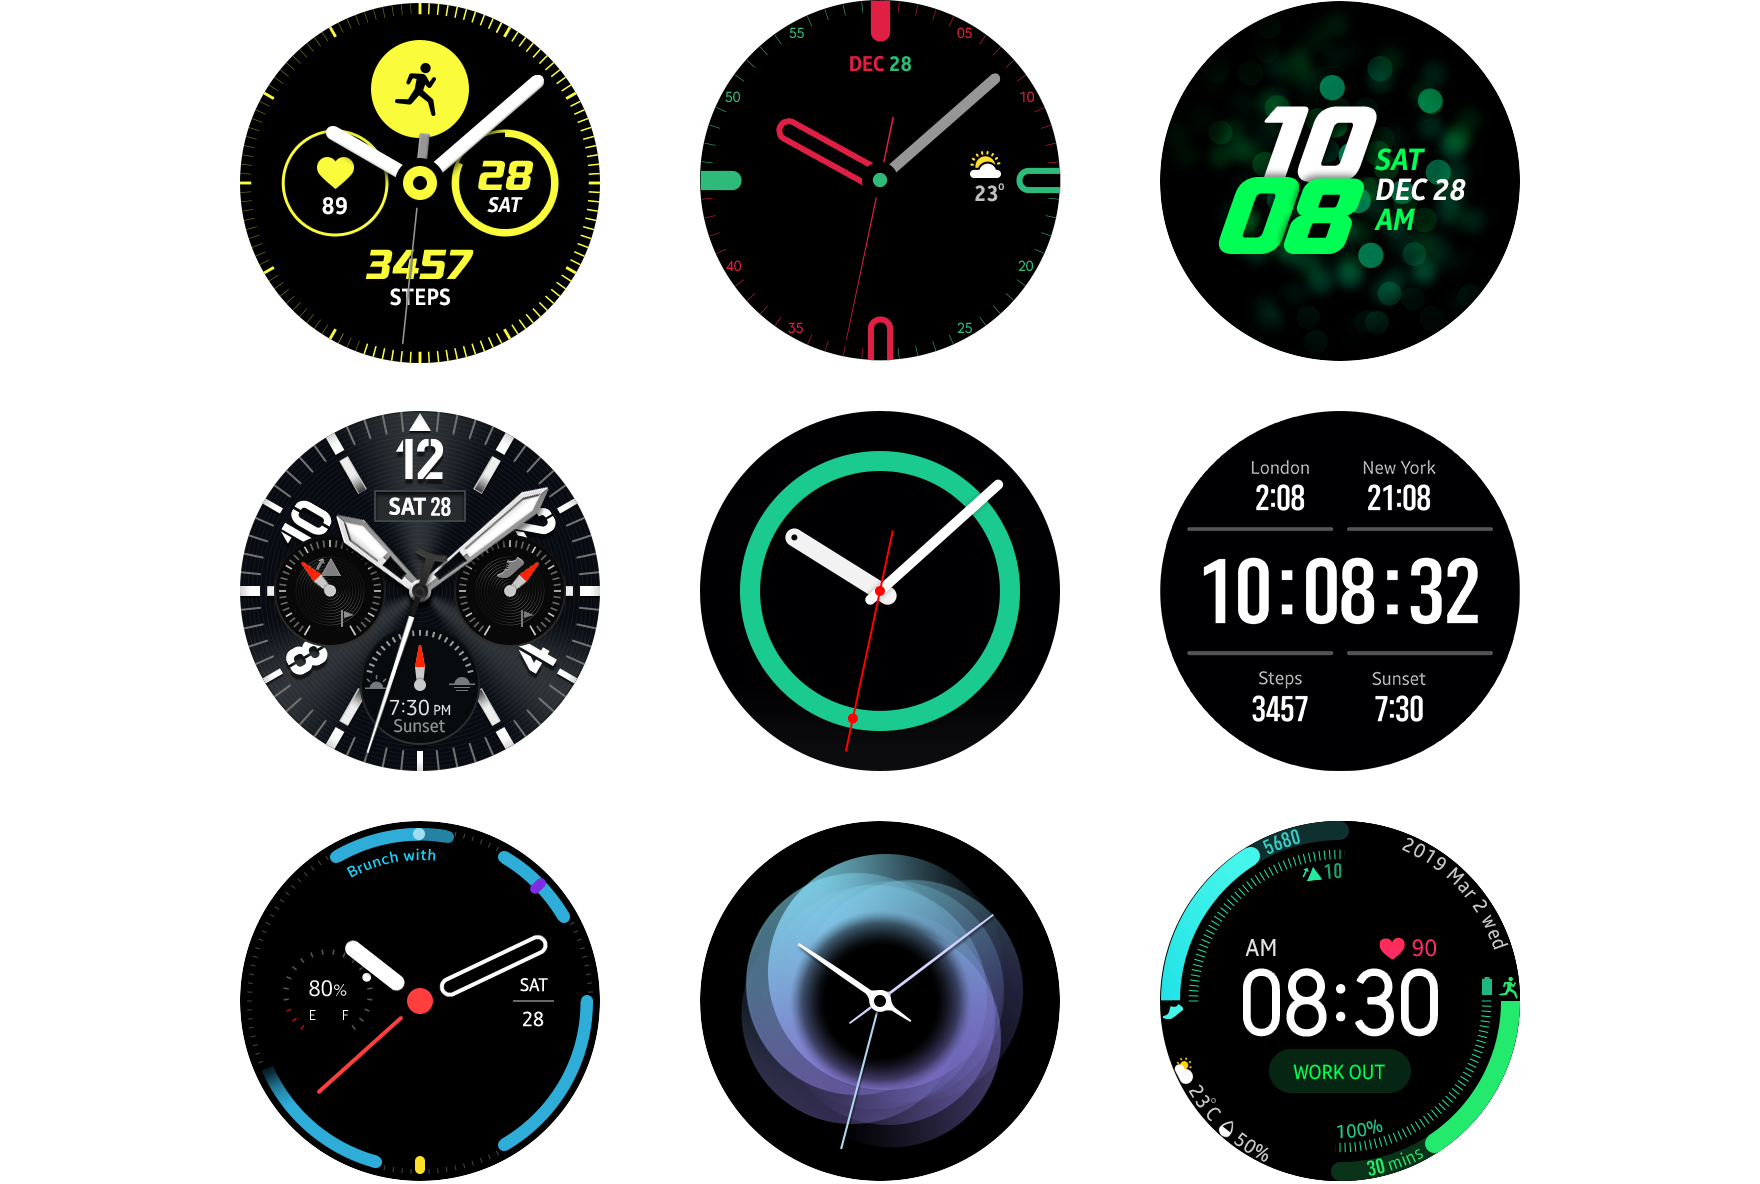 89
28
SAT
3457
STEPS
55
05
DEC 28
50
10
23°
40
20
35
25
10
08
SAT
DEC 28
AM
12
SAT 28
10
2
8
4
7:30 PM
Sunset
London
2:08
New York
21:08
10:08:32
Steps
3457
Sunset
7:30
Brunch with
80%
E F
SAT
28
5680
10
2019 Mar 2 wed
AM
90
08:30
WORK OUT
23°C 50%
100%
30 mins